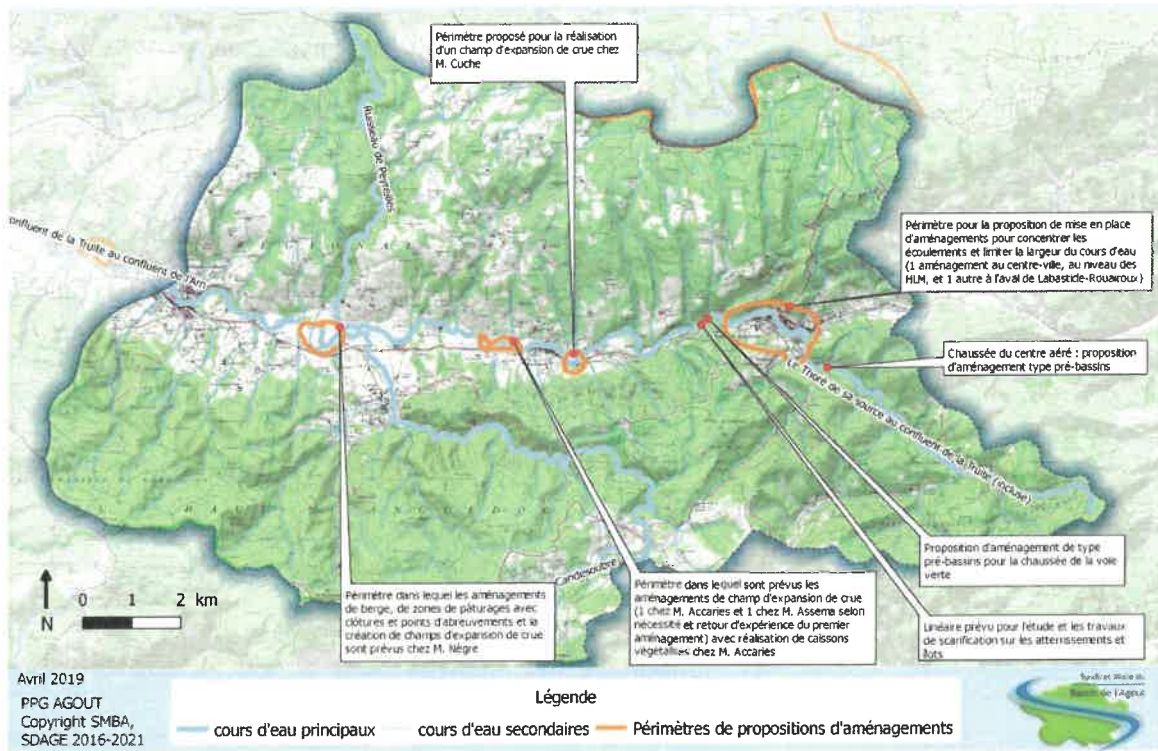 Périmètre proposé pour la réalisation
d'un champ d'expansion de crue chez
M. Cuche
Ruisseau de Peyrettes
onfluent de la Truite au confluent de l'Arn
Périmètre pour la proposition de mise en place
d'aménagements pour concentrer les
écoulements et limiter la largeur du cours d'eau
(1 aménagement au centre-ville, au niveau des
HLM, et 1 autre à l'aval de Labastide-Rouairoux)
Chaussée du centre aéré : proposition
d'aménagement type pré-bassins
Le Thoré de sa source au confluent de la Truite (incluse)
Candesoubre
Proposition d'aménagement de type
pré-bassins pour la chaussée de la voie
verte
Périmètre dans lequel les aménagements
de berge, de zones de pâturages avec
clôtures et points d'abreuvements et la
création de champs d'expansion de crue
sont prévus chez M. Nègre
Périmètre dans lequel sont prévus les
aménagements de champ d'expansion de crue
(1 chez M. Accaries et 1 chez M. Assema selon
nécessité et retour d'expérience du premier
aménagement) avec réalisation de caissons
végétalisés chez M. Accaries
Linéaire prévu pour l'étude et les travaux
de scarification sur les atterrissements et
îlots
N
0 1 2 km
Avril 2019
PPG AGOUT
Copyright SMBA,
SDAGE 2016-2021
Légende
cours d'eau principaux
cours d'eau secondaires
Périmètres de propositions d'aménagements
Syndicat Mixte du
Bassin de l'Agout